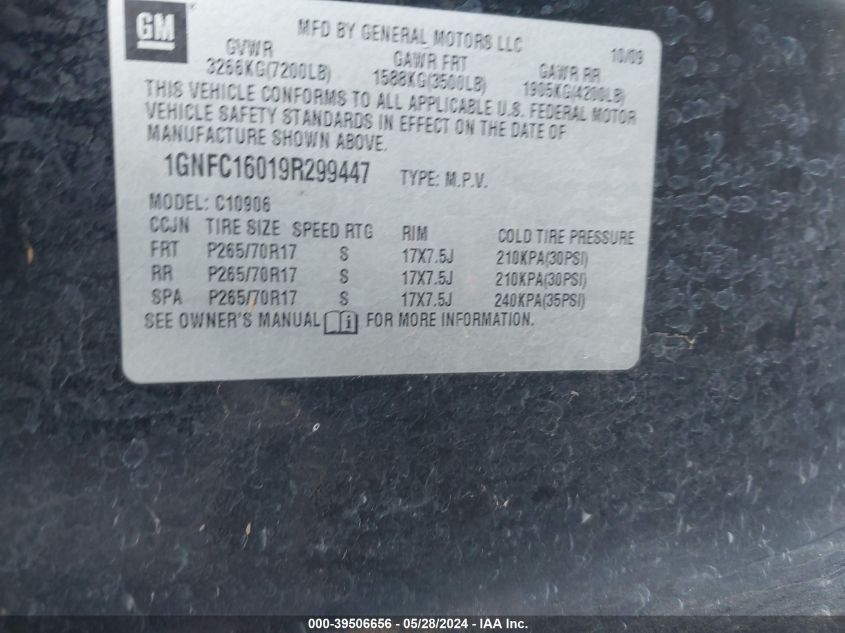 GM
MFD BY GENERAL MOTORS LLC 10/09
GVWR GAWR FRT GAWR RR
3266KG(7200LB) 1588KG(3500LB) 1905KG(4200LB)
THIS VEHICLE CONFORMS TO ALL APPLICABLE U.S. FEDERAL MOTOR
VEHICLE SAFETY STANDARDS IN EFFECT ON THE DATE OF
MANUFACTURE SHOWN ABOVE.
1GNFC16019R299447 TYPE: M.P.V.
MODEL: C10906
CCJN TIRE SIZE SPEED RTG RIM COLD TIRE PRESSURE
FRT P265/70R17 S 17X7.5J 210KPA(30PSI)
RR P265/70R17 S 17X7.5J 210KPA(30PSI)
SPA P265/70R17 S 17X7.5J 240KPA(35PSI)
SEE OWNER'S MANUAL i FOR MORE INFORMATION.
000-39506656 — 05/28/2024 - IAA Inc.